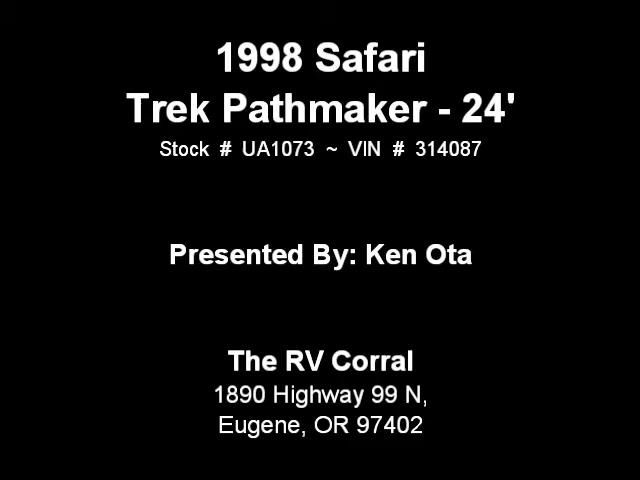 1998 Safari
Trek Pathmaker - 24'
Stock # UA1073 ~ VIN # 314087
Presented By: Ken Ota
The RV Corral
1890 Highway 99 N,
Eugene, OR 97402